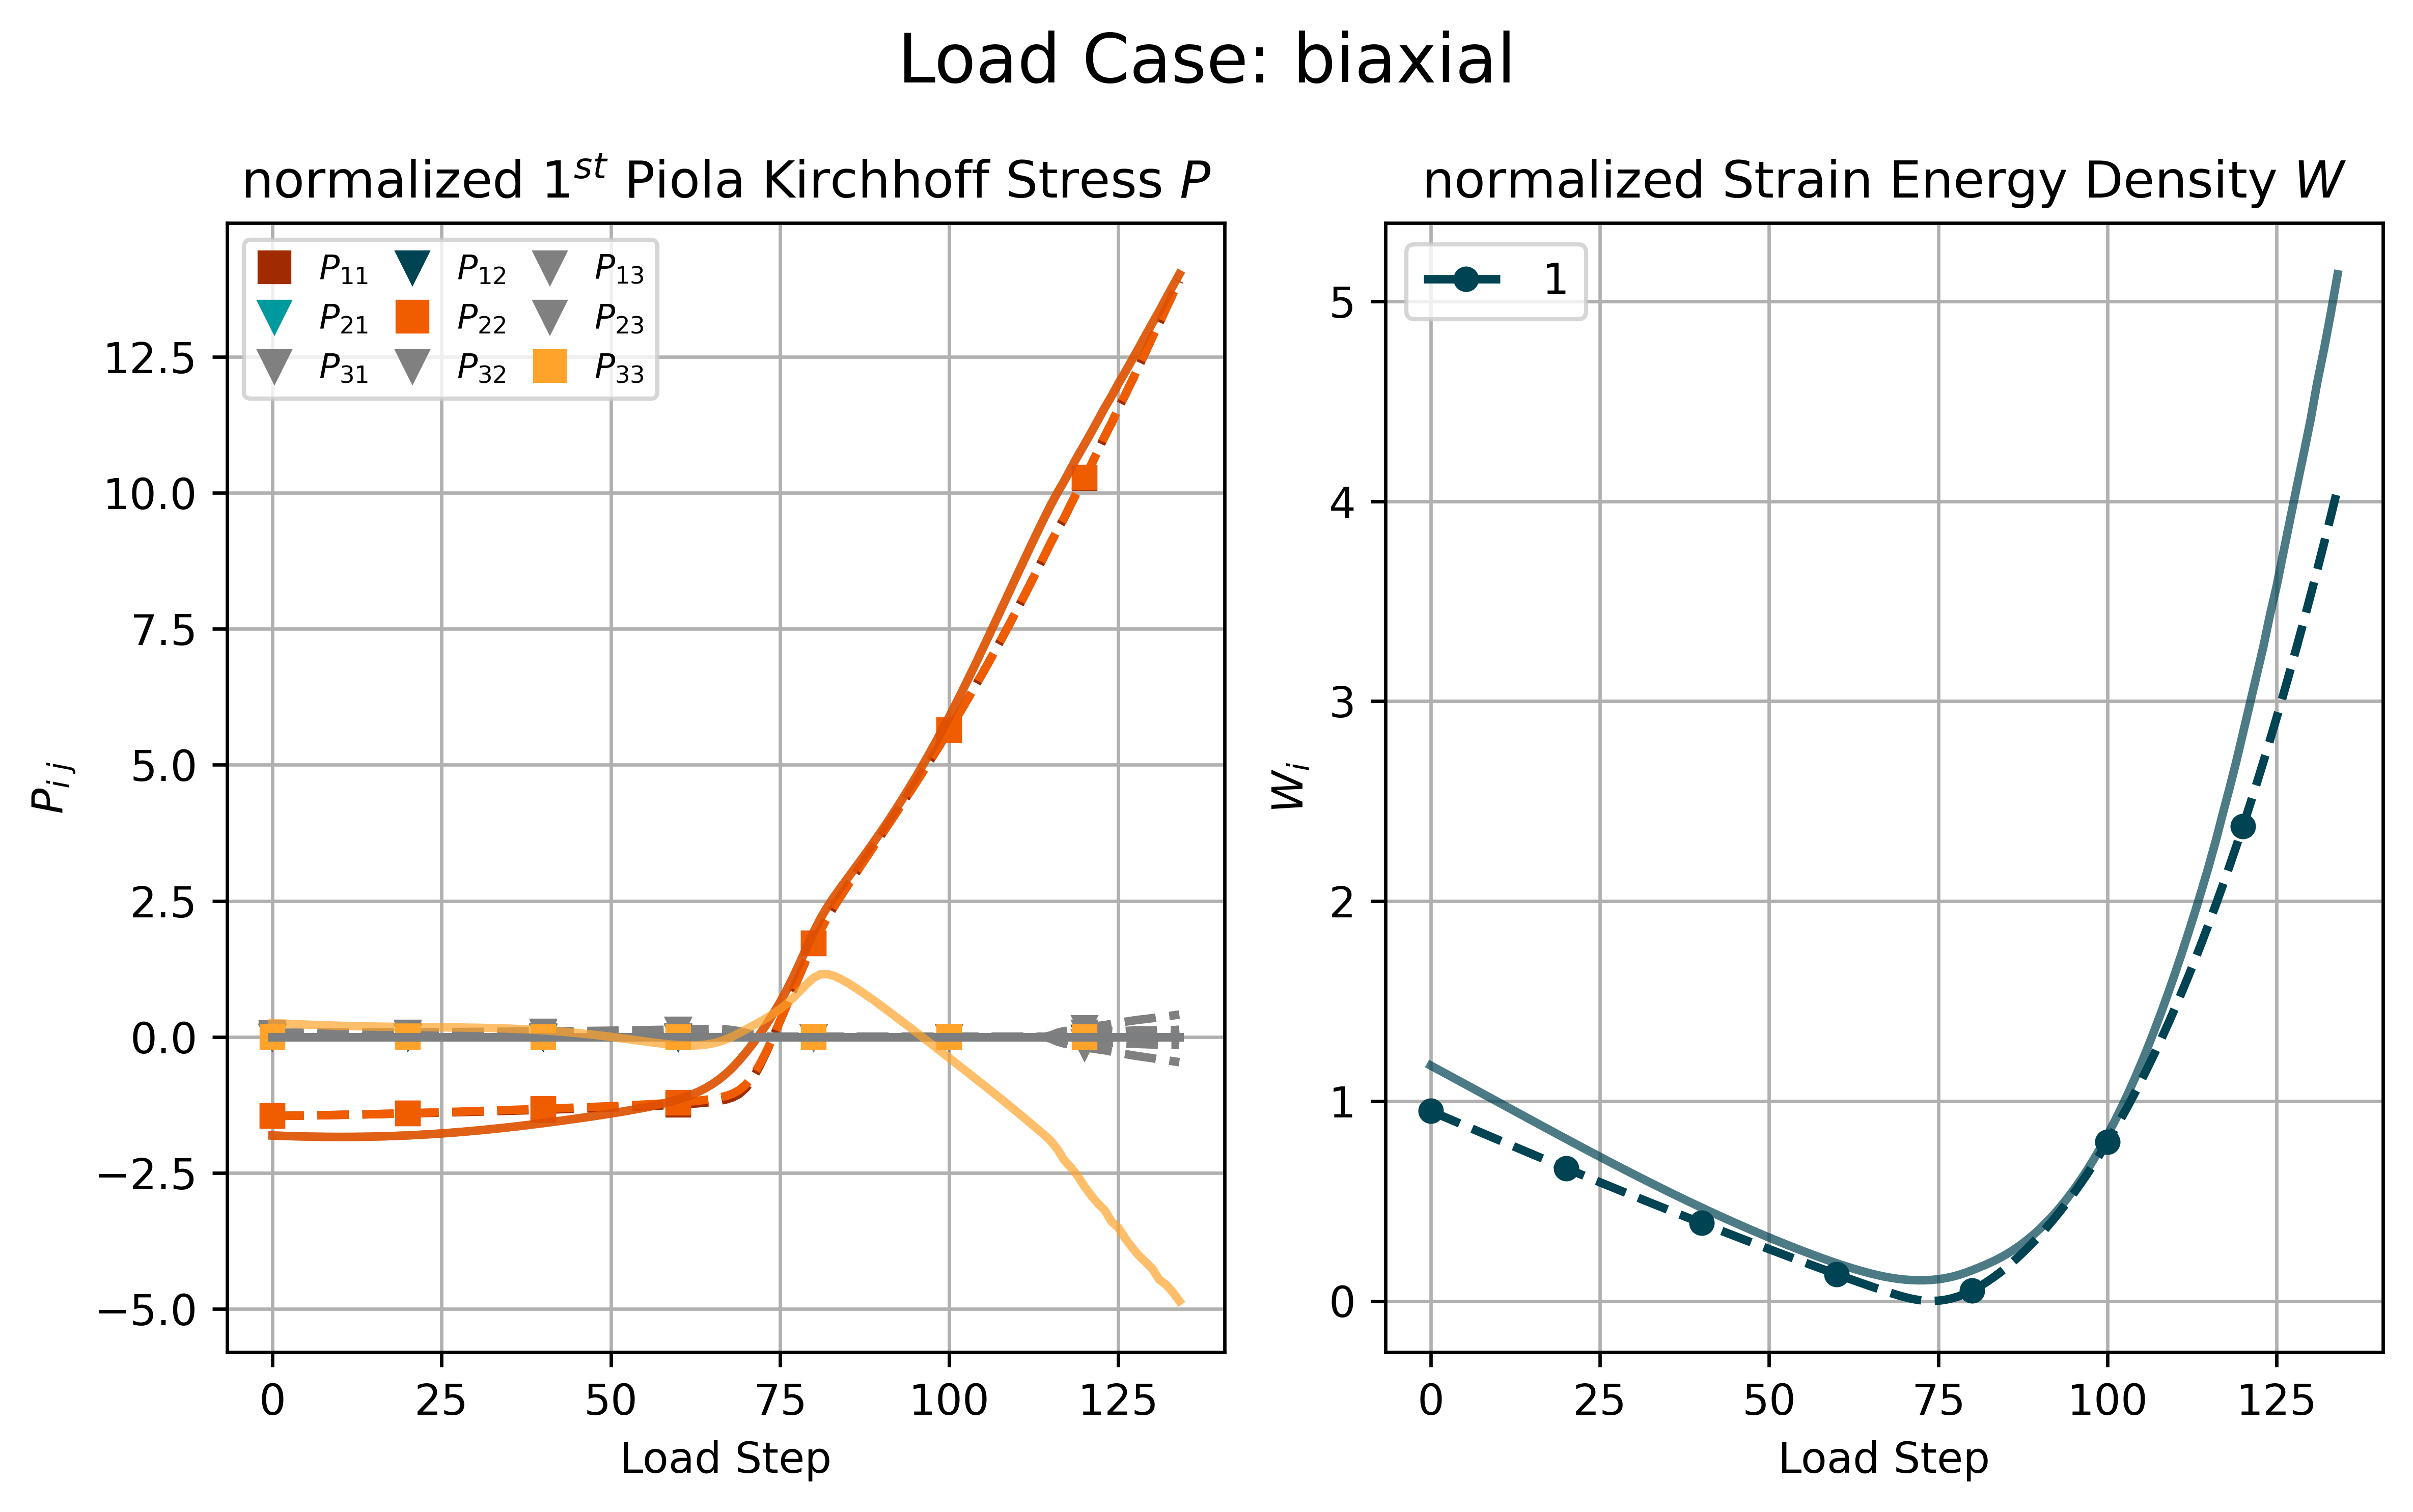 Load Case: biaxial
normalized 1st Piola Kirchhoff Stress P
normalized Strain Energy Density W
P11 P12 P13
P21 P22 P23
P31 P32 P33
1
12.5
10.0
7.5
5.0
2.5
0.0
−2.5
−5.0
Pi j
0 25 50 75 100 125
Load Step
5
4
3
2
1
0
Wi
0 25 50 75 100 125
Load Step